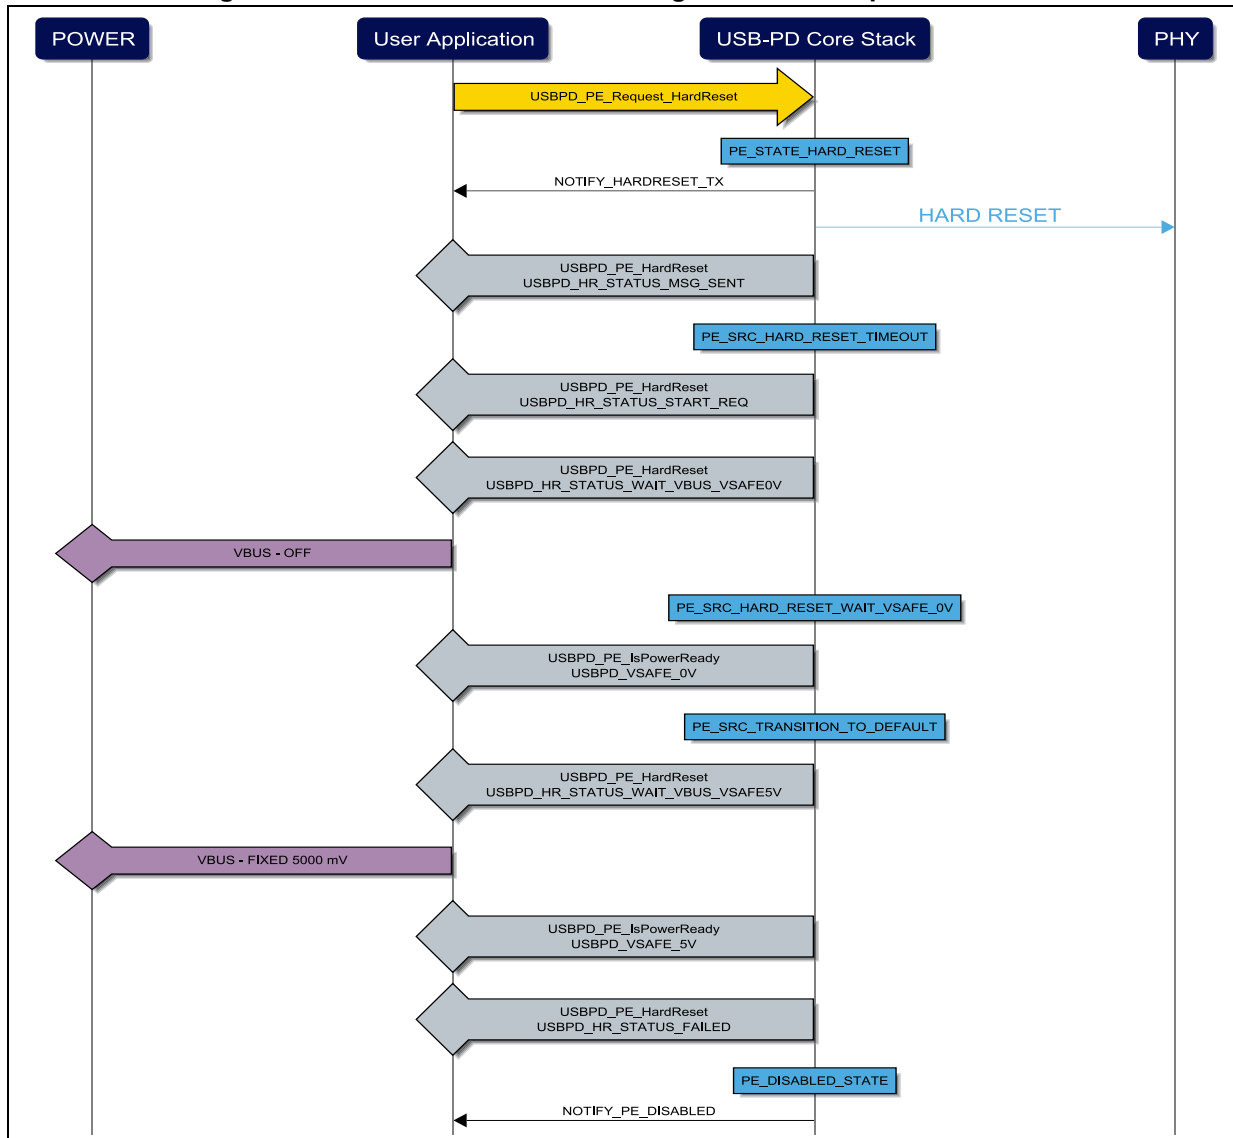 POWER
User Application
USB-PD Core Stack
PHY
USBPD_PE_Request_HardReset
PE_STATE_HARD_RESET
NOTIFY_HARDRESET_TX
HARD RESET
USBPD_PE_HardReset
USBPD_HR_STATUS_MSG_SENT
PE_SRC_HARD_RESET_TIMEOUT
USBPD_PE_HardReset
USBPD_HR_STATUS_START_REQ
USBPD_PE_HardReset
USBPD_HR_STATUS_WAIT_VBUS_VSAFE0V
VBUS - OFF
PE_SRC_HARD_RESET_WAIT_VSAFE_0V
USBPD_PE_IsPowerReady
USBPD_VSAFE_0V
PE_SRC_TRANSITION_TO_DEFAULT
USBPD_PE_HardReset
USBPD_HR_STATUS_WAIT_VBUS_VSAFE5V
VBUS - FIXED 5000 mV
USBPD_PE_IsPowerReady
USBPD_VSAFE_5V
USBPD_PE_HardReset
USBPD_HR_STATUS_FAILED
PE_DISABLED_STATE
NOTIFY_PE_DISABLED